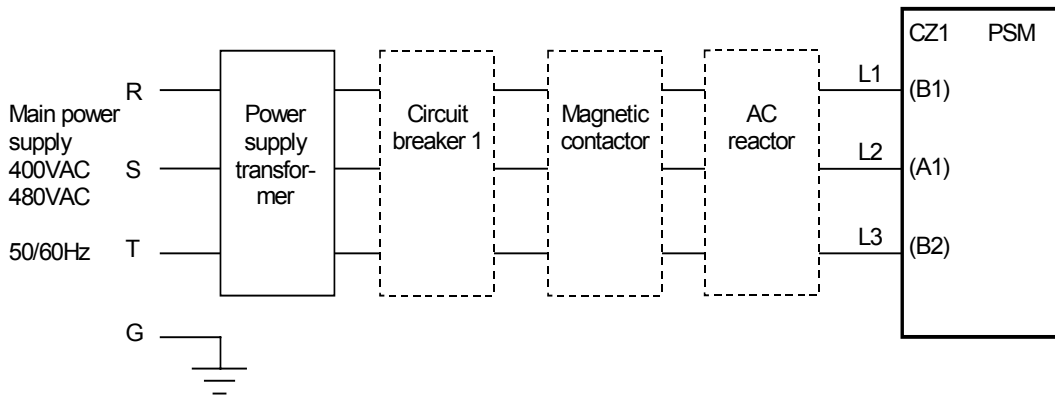 Main power
supply
400VAC
480VAC
50/60Hz
R
S
T
G
Power
supply
transfor-
mer
Circuit
breaker 1
Magnetic
contactor
AC
reactor
L1
L2
L3
CZ1 PSM
(B1)
(A1)
(B2)